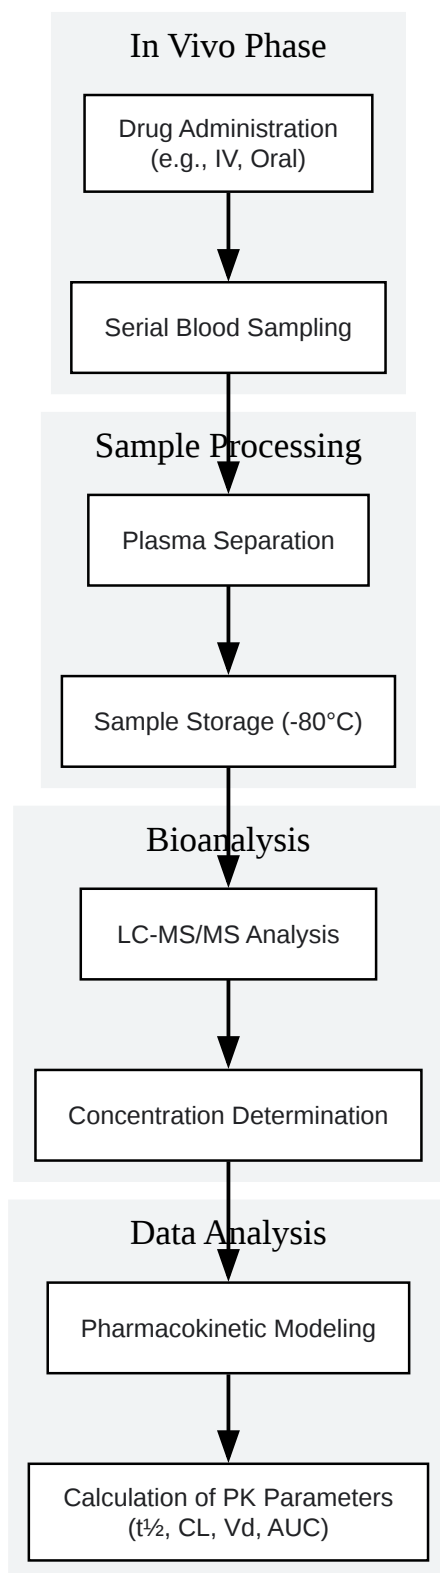 In Vivo Phase
Drug Administration
(e.g., IV, Oral)
Serial Blood Sampling
Sample Processing
Plasma Separation
Sample Storage (-80°C)
Bioanalysis
LC-MS/MS Analysis
Concentration Determination
Data Analysis
Pharmacokinetic Modeling
Calculation of PK Parameters
(t½, CL, Vd, AUC)